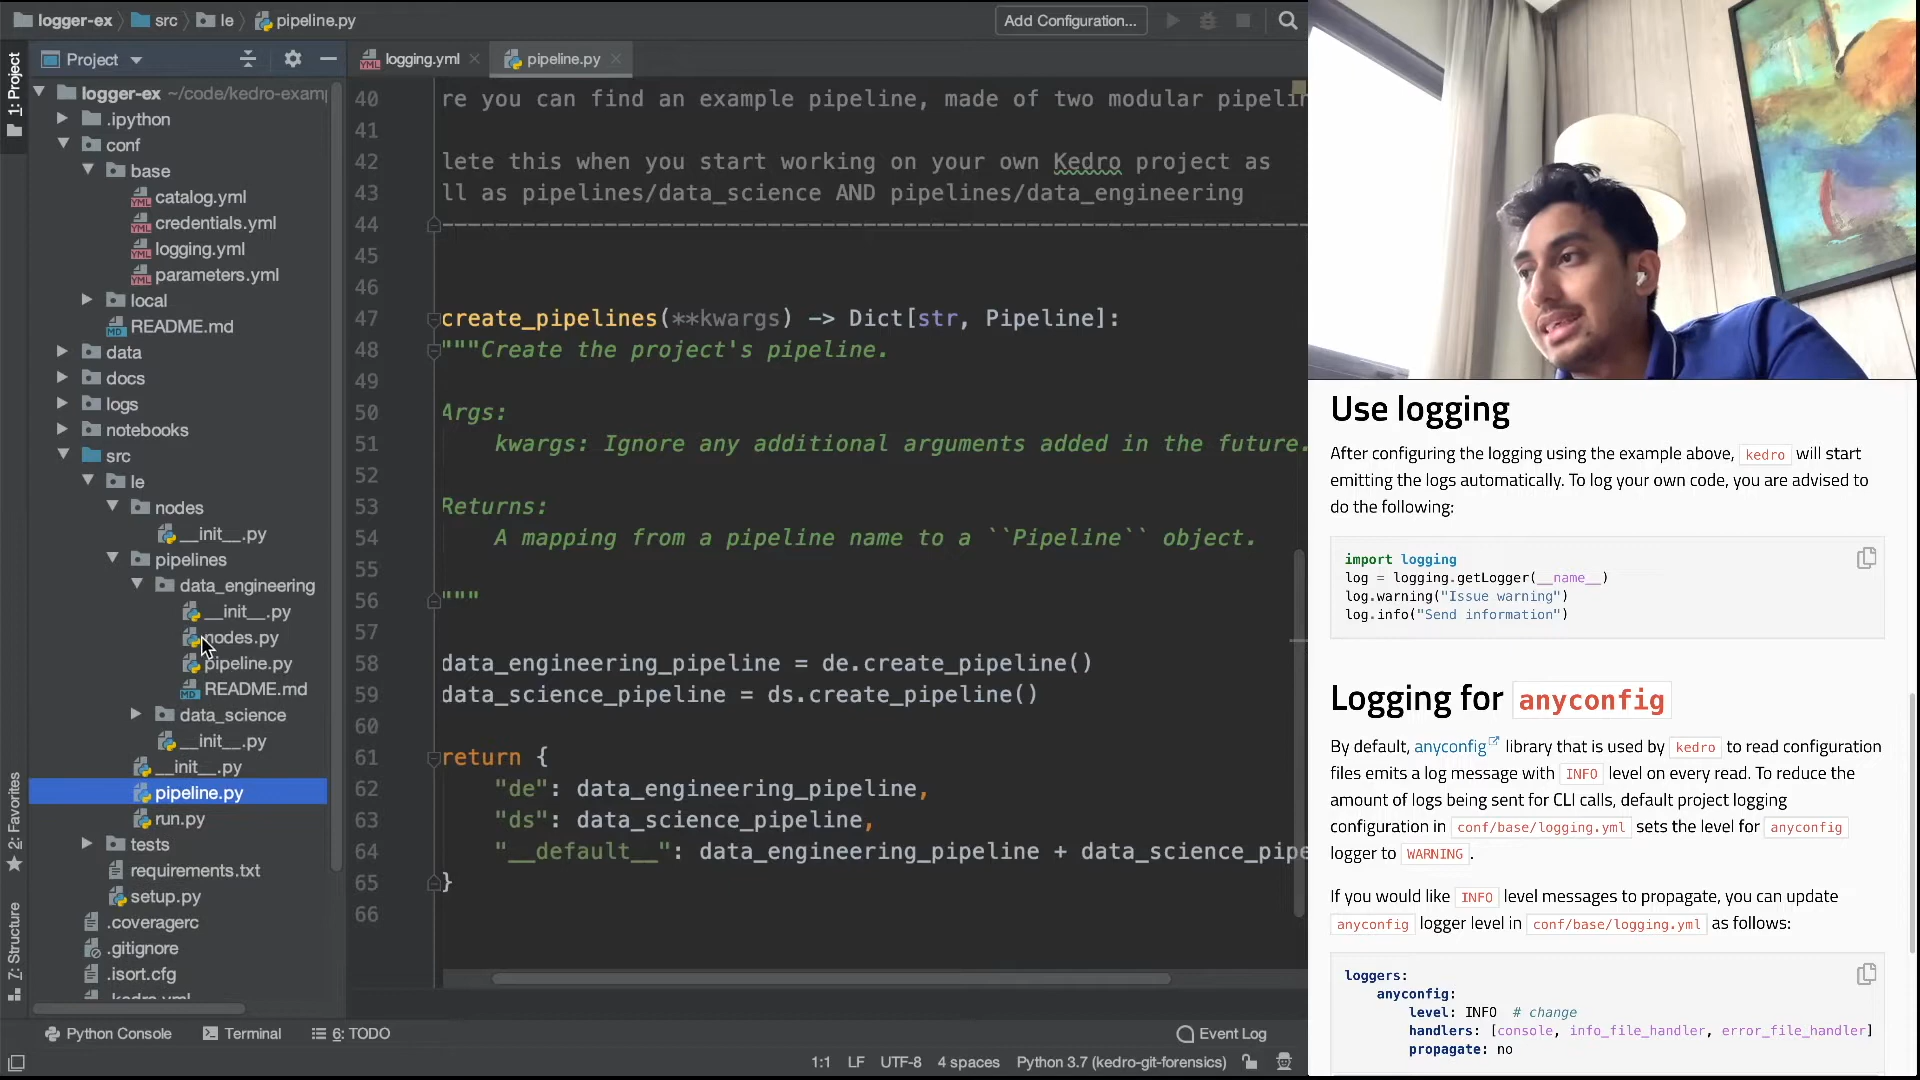 logger-ex
src
le
pipeline.py
Add Configuration...
1: Project
2: Favorites
7: Structure
Project
logger-ex ~/code/kedro-examp
.ipython
conf
base
catalog.yml
credentials.yml
logging.yml
parameters.yml
local
README.md
data
docs
logs
notebooks
src
le
nodes
__init__.py
pipelines
data_engineering
__init__.py
nodes.py
pipeline.py
README.md
data_science
__init__.py
__init__.py
pipeline.py
run.py
tests
requirements.txt
setup.py
.coveragerc
.gitignore
.isort.cfg
.kedro.yml
logging.yml
pipeline.py
40 re you can find an example pipeline, made of two modular pipelin
41
42 lete this when you start working on your own Kedro project as
43 ll as pipelines/data_science AND pipelines/data_engineering
44 --------------------------------------------------------------------------------
45
46
47 create_pipelines(**kwargs) -> Dict[str, Pipeline]:
48 """Create the project's pipeline.
49
50 Args:
51 kwargs: Ignore any additional arguments added in the future.
52
53 Returns:
54 A mapping from a pipeline name to a ``Pipeline`` object.
55
56 """
57
58 data_engineering_pipeline = de.create_pipeline()
59 data_science_pipeline = ds.create_pipeline()
60
61 return {
62 "de": data_engineering_pipeline,
63 "ds": data_science_pipeline,
64 "__default__": data_engineering_pipeline + data_science_pipe
65 }
66
Python Console
Terminal
6: TODO
Event Log
1:1 LF UTF-8 4 spaces Python 3.7 (kedro-git-forensics)
Use logging
After configuring the logging using the example above, kedro will start
emitting the logs automatically. To log your own code, you are advised to
do the following:
import logging
log = logging.getLogger(__name__)
log.warning("Issue warning")
log.info("Send information")
Logging for anyconfig
By default, anyconfig library that is used by kedro to read configuration
files emits a log message with INFO level on every read. To reduce the
amount of logs being sent for CLI calls, default project logging
configuration in conf/base/logging.yml sets the level for anyconfig
logger to WARNING .
If you would like INFO level messages to propagate, you can update
anyconfig logger level in conf/base/logging.yml as follows:
loggers:
anyconfig:
level: INFO # change
handlers: [console, info_file_handler, error_file_handler]
propagate: no